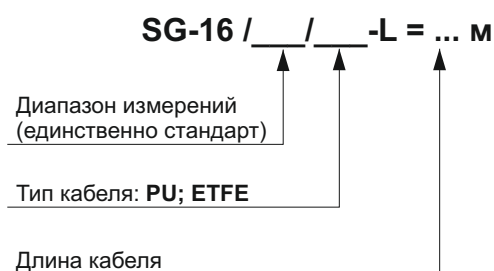 SG-16 /___/___-L = ... м
Диапазон измерений
(единственно стандарт)
Тип кабеля: PU; ETFE
Длина кабеля